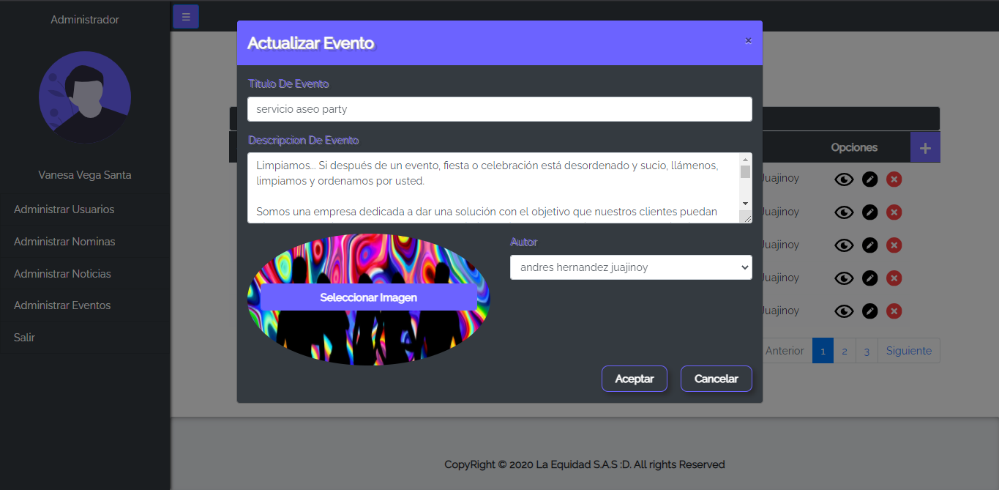 Administrador
Vanesa Vega Santa
Administrar Usuarios
Administrar Nominas
Administrar Noticias
Administrar Eventos
Salir
☰
Actualizar Evento
×
Titulo De Evento
servicio aseo party
Descripcion De Evento
Limpiamos... Si después de un evento, fiesta o celebración está desordenado y sucio, llámenos,
limpiamos y ordenamos por usted.
Somos una empresa dedicada a dar una solución con el objetivo que nuestros clientes puedan
Seleccionar Imagen
Autor
andres hernandez juajinoy
Aceptar
Cancelar
Opciones
+
Juajinoy
Juajinoy
Juajinoy
Juajinoy
Juajinoy
Anterior 1 2 3 Siguiente
CopyRight © 2020 La Equidad S.A.S :D. All rights Reserved